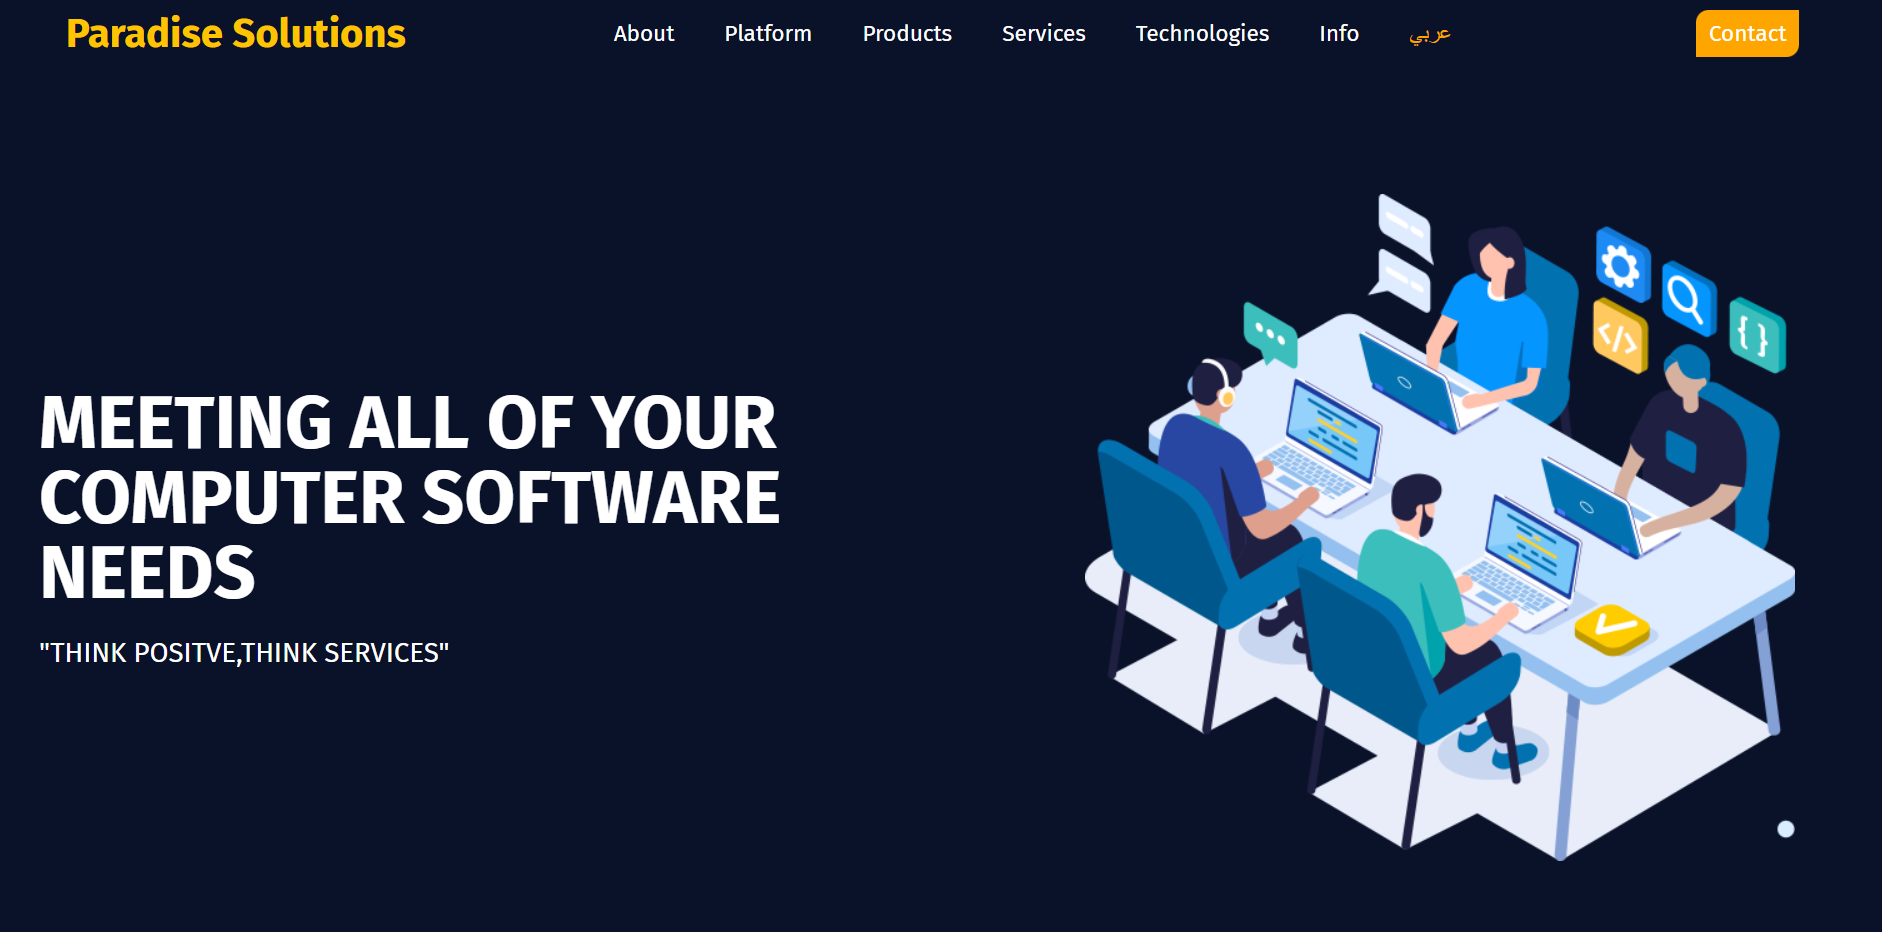 Paradise Solutions
About Platform Products Services Technologies Info عربي Contact
MEETING ALL OF YOUR
COMPUTER SOFTWARE
NEEDS
"THINK POSITVE,THINK SERVICES"